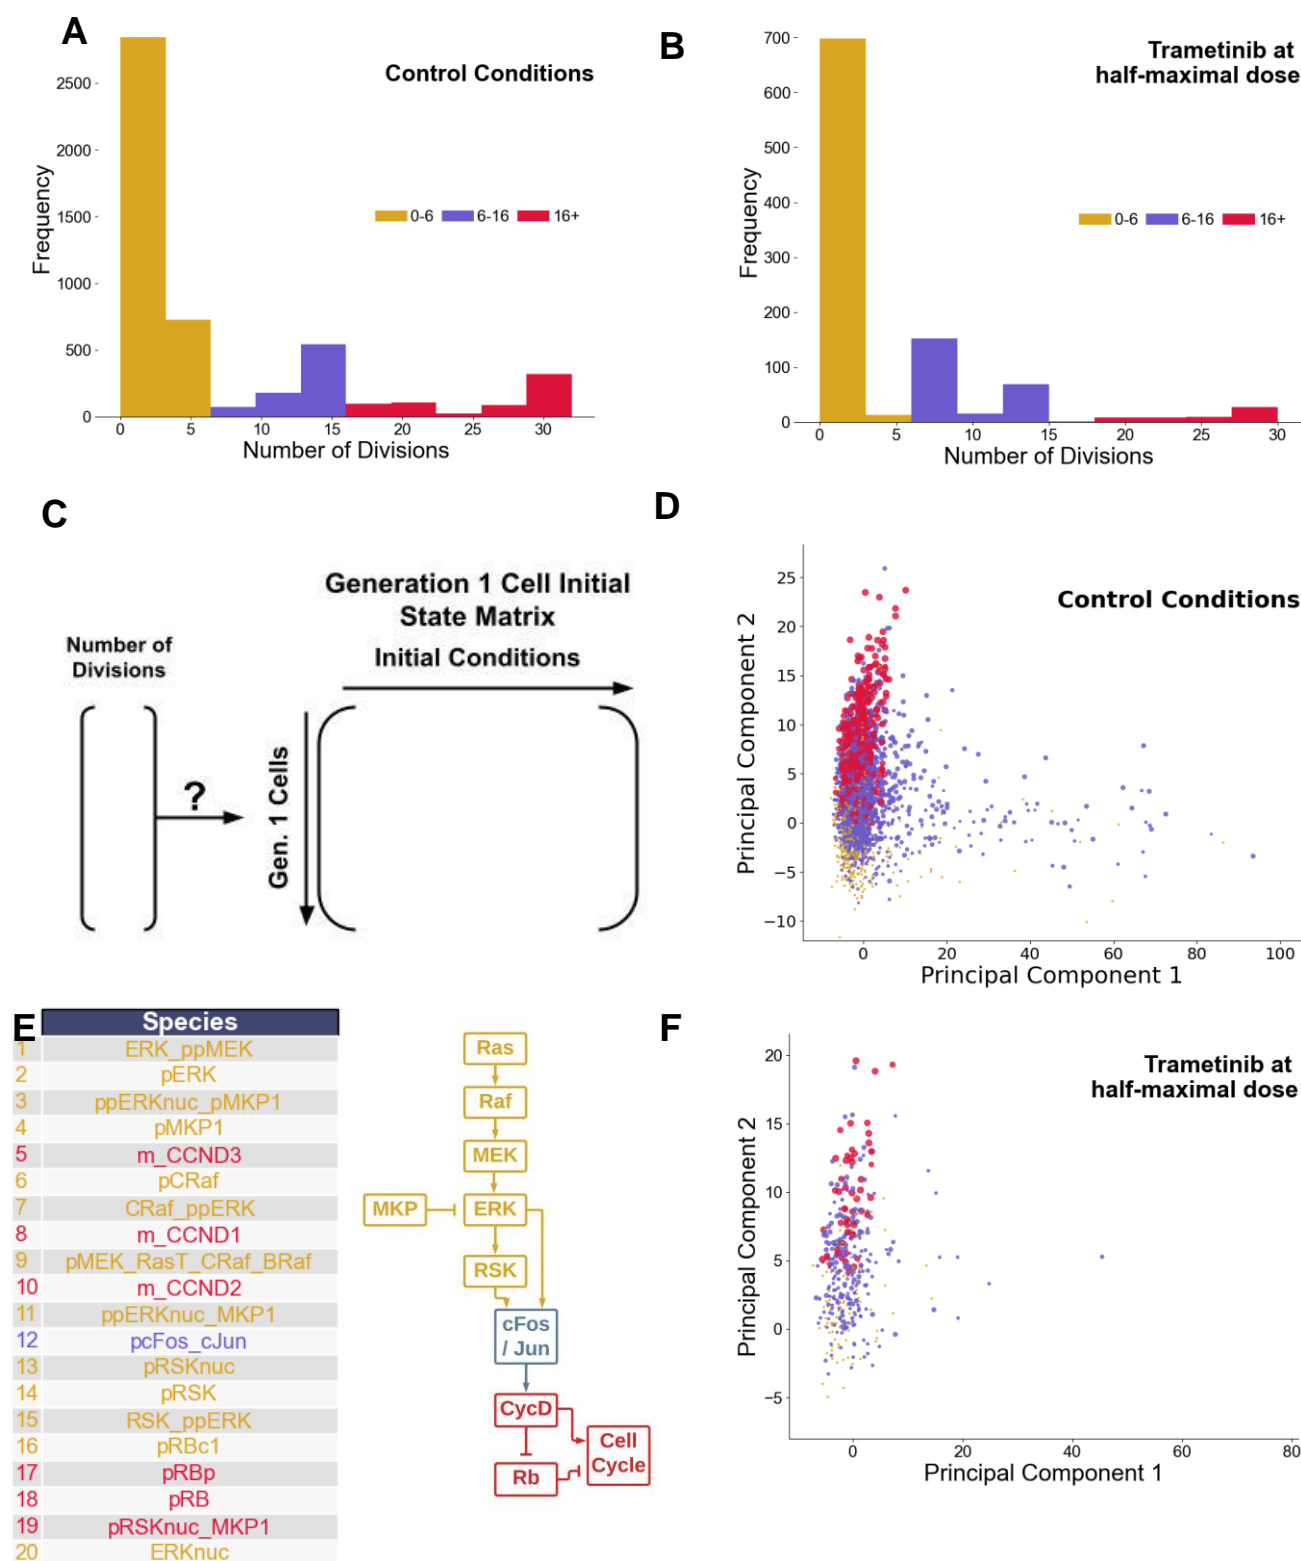 A
Control Conditions
Frequency
2500
2000
1500
1000
500
0
0-6 6-16 16+
0 5 10 15 20 25 30
Number of Divisions
B
Trametinib at
half-maximal dose
Frequency
700
600
500
400
300
200
100
0
0-6 6-16 16+
0 5 10 15 20 25 30
Number of Divisions
C
Generation 1 Cell Initial
State Matrix
Initial Conditions
Number of
Divisions
?
Gen. 1 Cells
D
Control Conditions
Principal Component 2
25
20
15
10
5
0
−5
−10
0 20 40 60 80 100
Principal Component 1
E
Species
1 ERK_ppMEK
2 pERK
3 ppERKnuc_pMKP1
4 pMKP1
5 m_CCND3
6 pCRaf
7 CRaf_ppERK
8 m_CCND1
9 pMEK_RasT_CRaf_BRaf
10 m_CCND2
11 ppERKnuc_MKP1
12 pcFos_cJun
13 pRSKnuc
14 pRSK
15 RSK_ppERK
16 pRBc1
17 pRBp
18 pRB
19 pRSKnuc_MKP1
20 ERKnuc
Ras
Raf
MEK
MKP ERK
RSK
cFos
/ Jun
CycD
Cell
Cycle
Rb
F
Trametinib at
half-maximal dose
Principal Component 2
20
15
10
5
0
−5
0 20 40 60 80
Principal Component 1